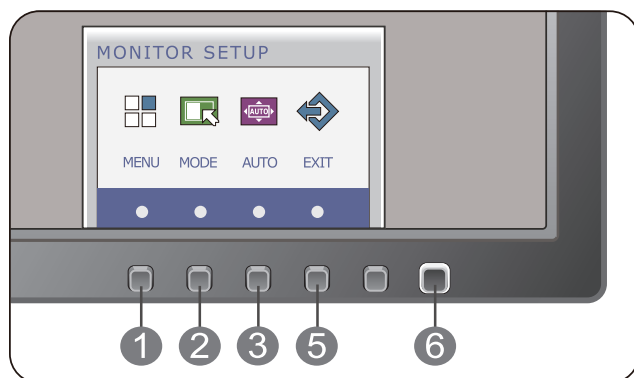 MONITOR SETUP
AUTO
MENU MODE AUTO EXIT
1 2 3 5 6